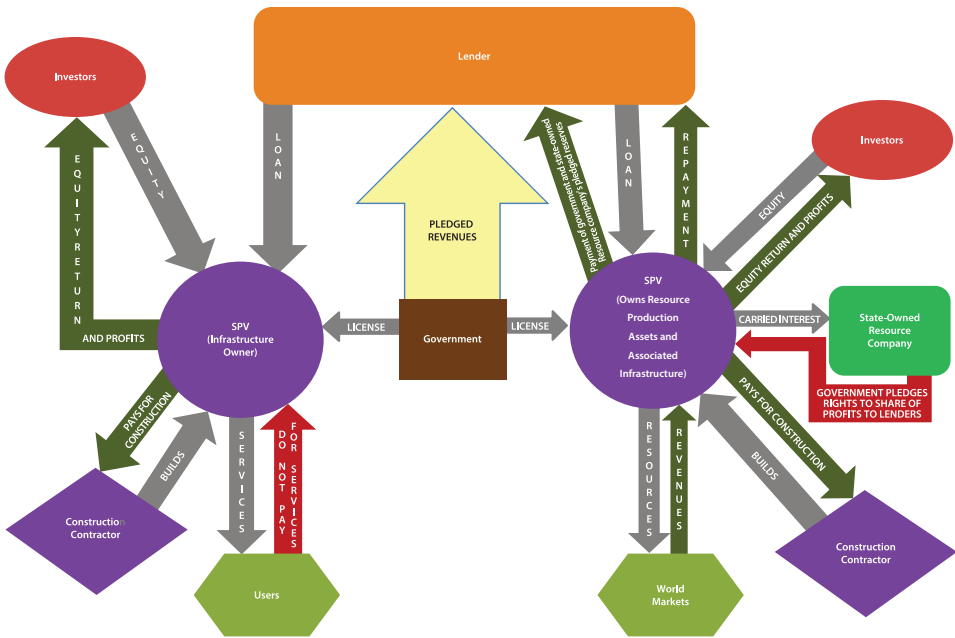 Lender
Investors
Investors
EQUITY
LOAN
EQUITY RETURN
AND PROFITS
PLEDGED
REVENUES
Payment of government and state-owned
Resource company's pledged reserves
LOAN
REPAYMENT
EQUITY
EQUITY RETURN AND PROFITS
SPV
(Infrastructure
Owner)
LICENSE
Government
LICENSE
SPV
(Owns Resource
Production
Assets and
Associated
Infrastructure)
CARRIED INTEREST
State-Owned
Resource
Company
GOVERNMENT PLEDGES
RIGHTS TO SHARE OF
PROFITS TO LENDERS
PAYS FOR
CONSTRUCTION
BUILDS
SERVICES
DO NOT PAY
FOR SERVICES
RESOURCES
REVENUES
PAYS FOR CONSTRUCTION
BUILDS
Construction
Contractor
Users
World
Markets
Construction
Contractor